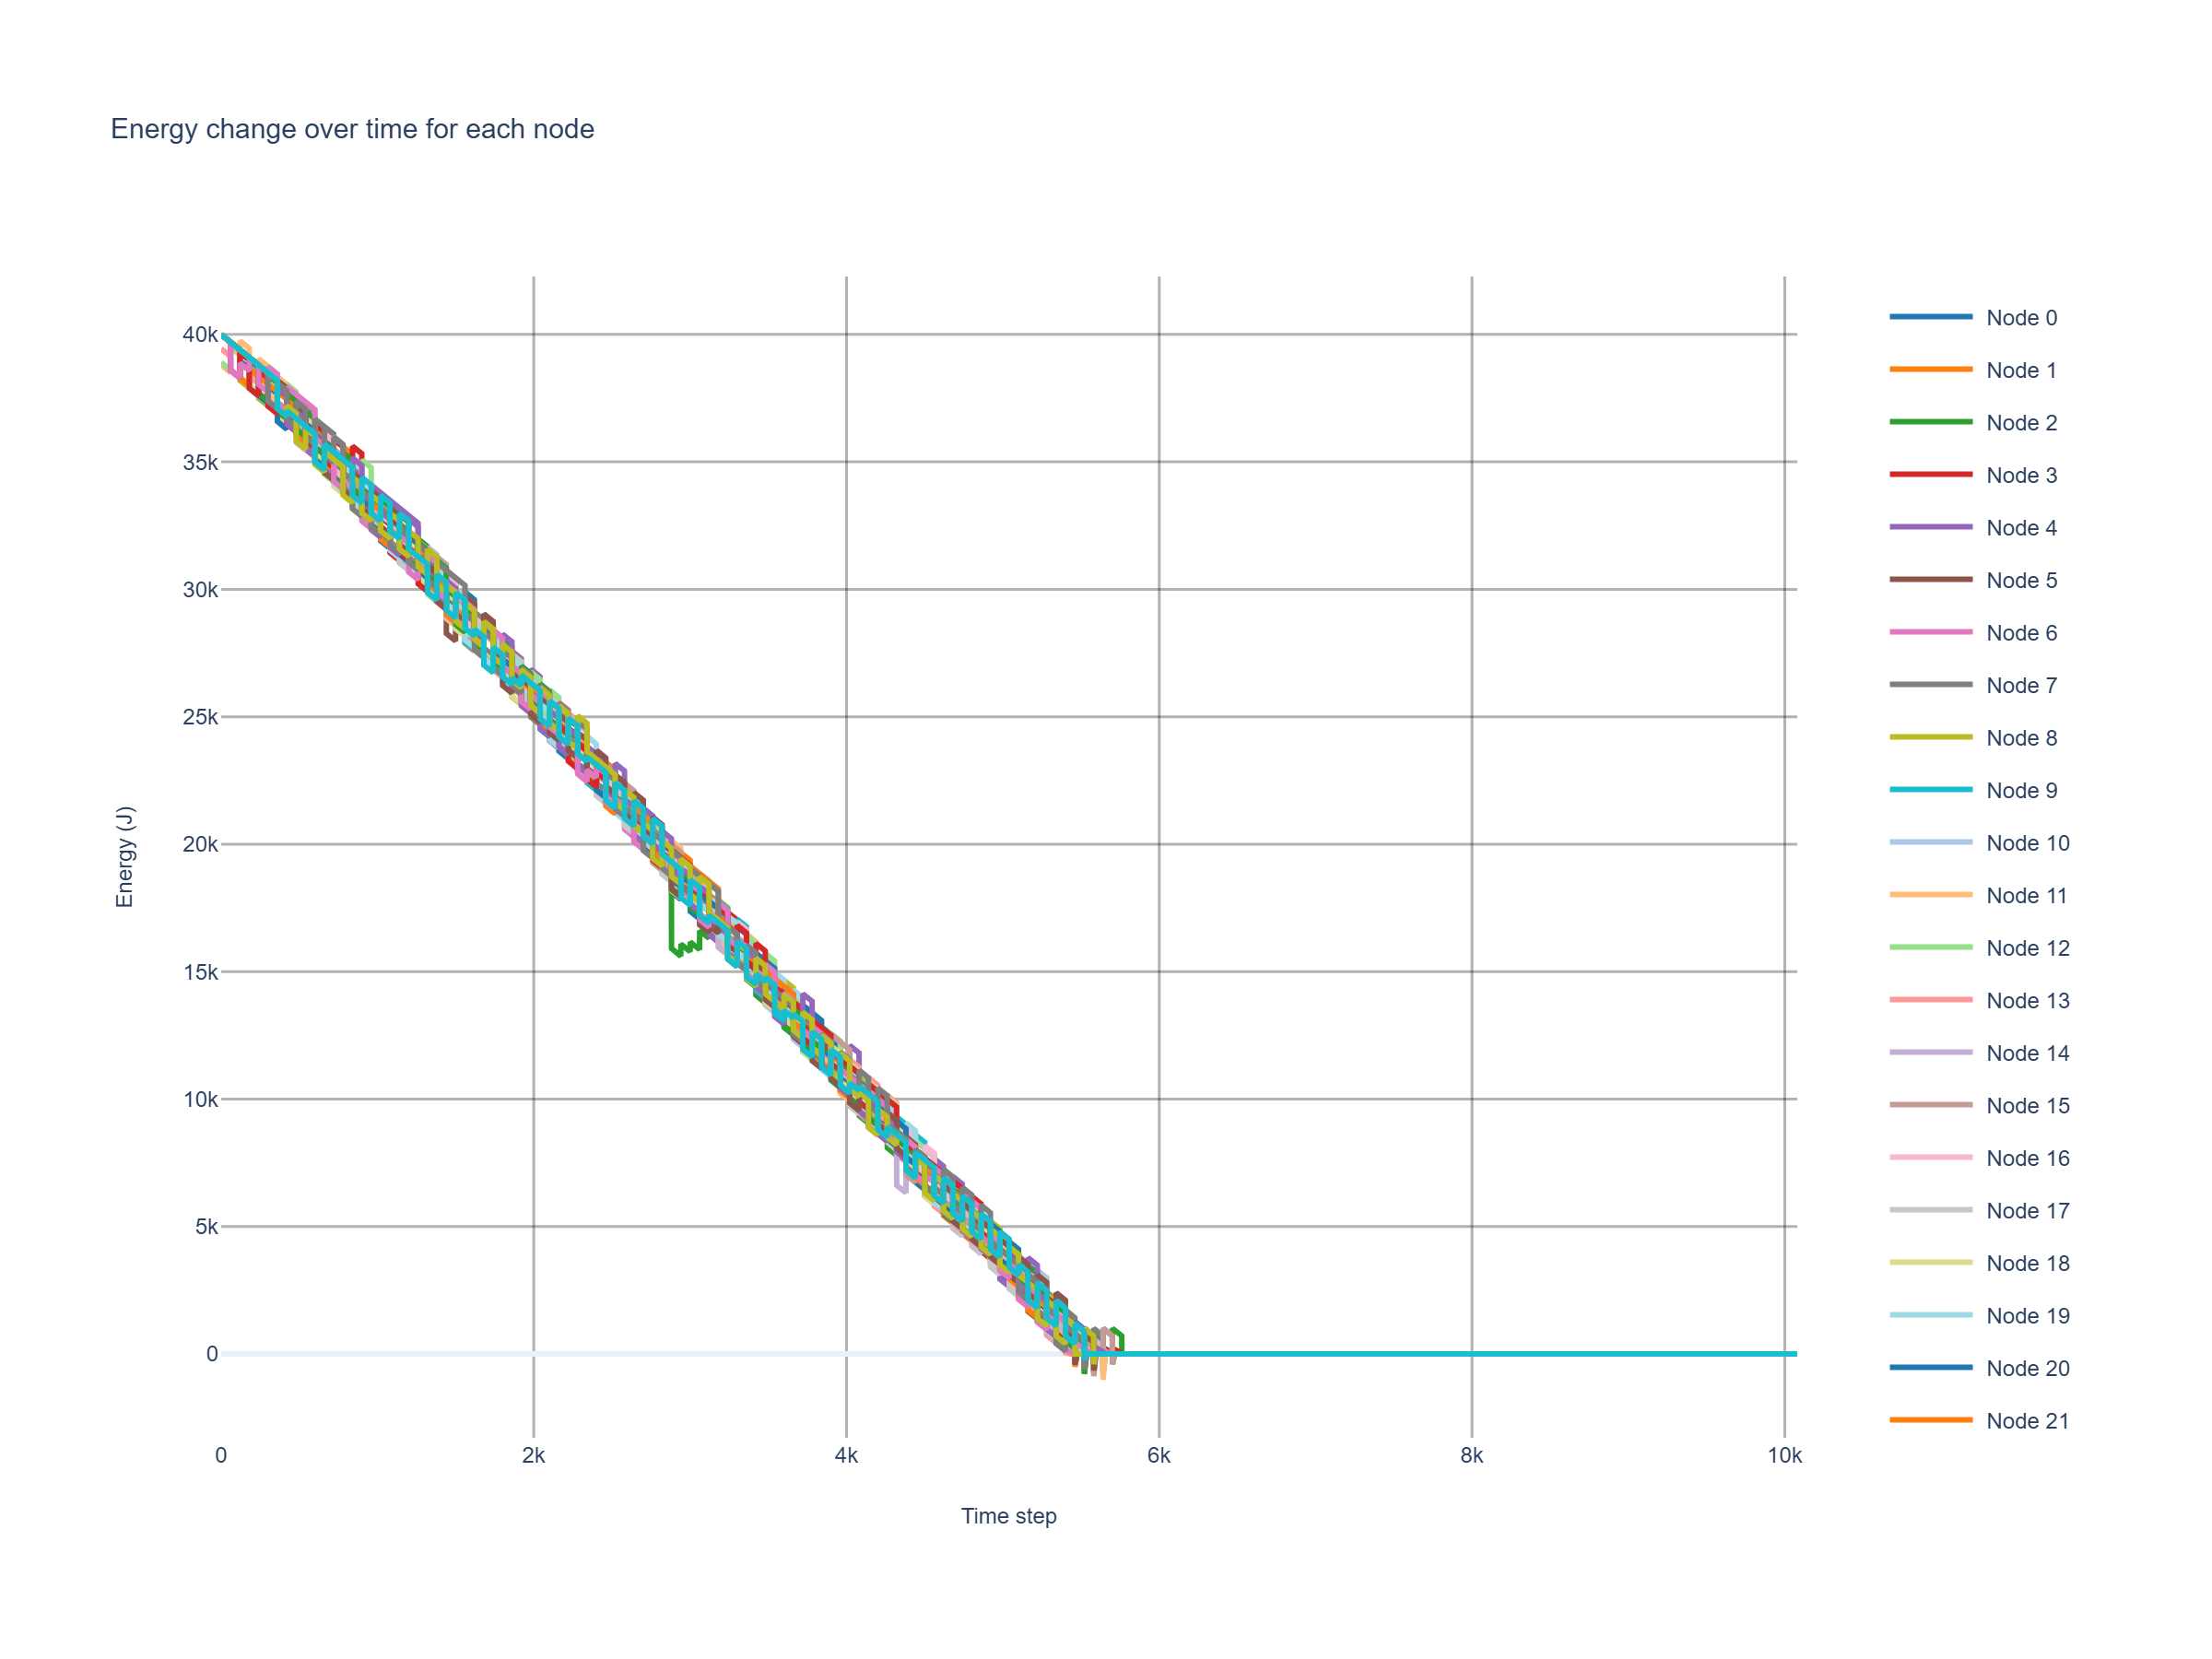 Energy change over time for each node
40k
35k
30k
25k
20k
15k
10k
5k
0
Energy (J)
0
2k
4k
6k
8k
10k
Time step
Node 0
Node 1
Node 2
Node 3
Node 4
Node 5
Node 6
Node 7
Node 8
Node 9
Node 10
Node 11
Node 12
Node 13
Node 14
Node 15
Node 16
Node 17
Node 18
Node 19
Node 20
Node 21